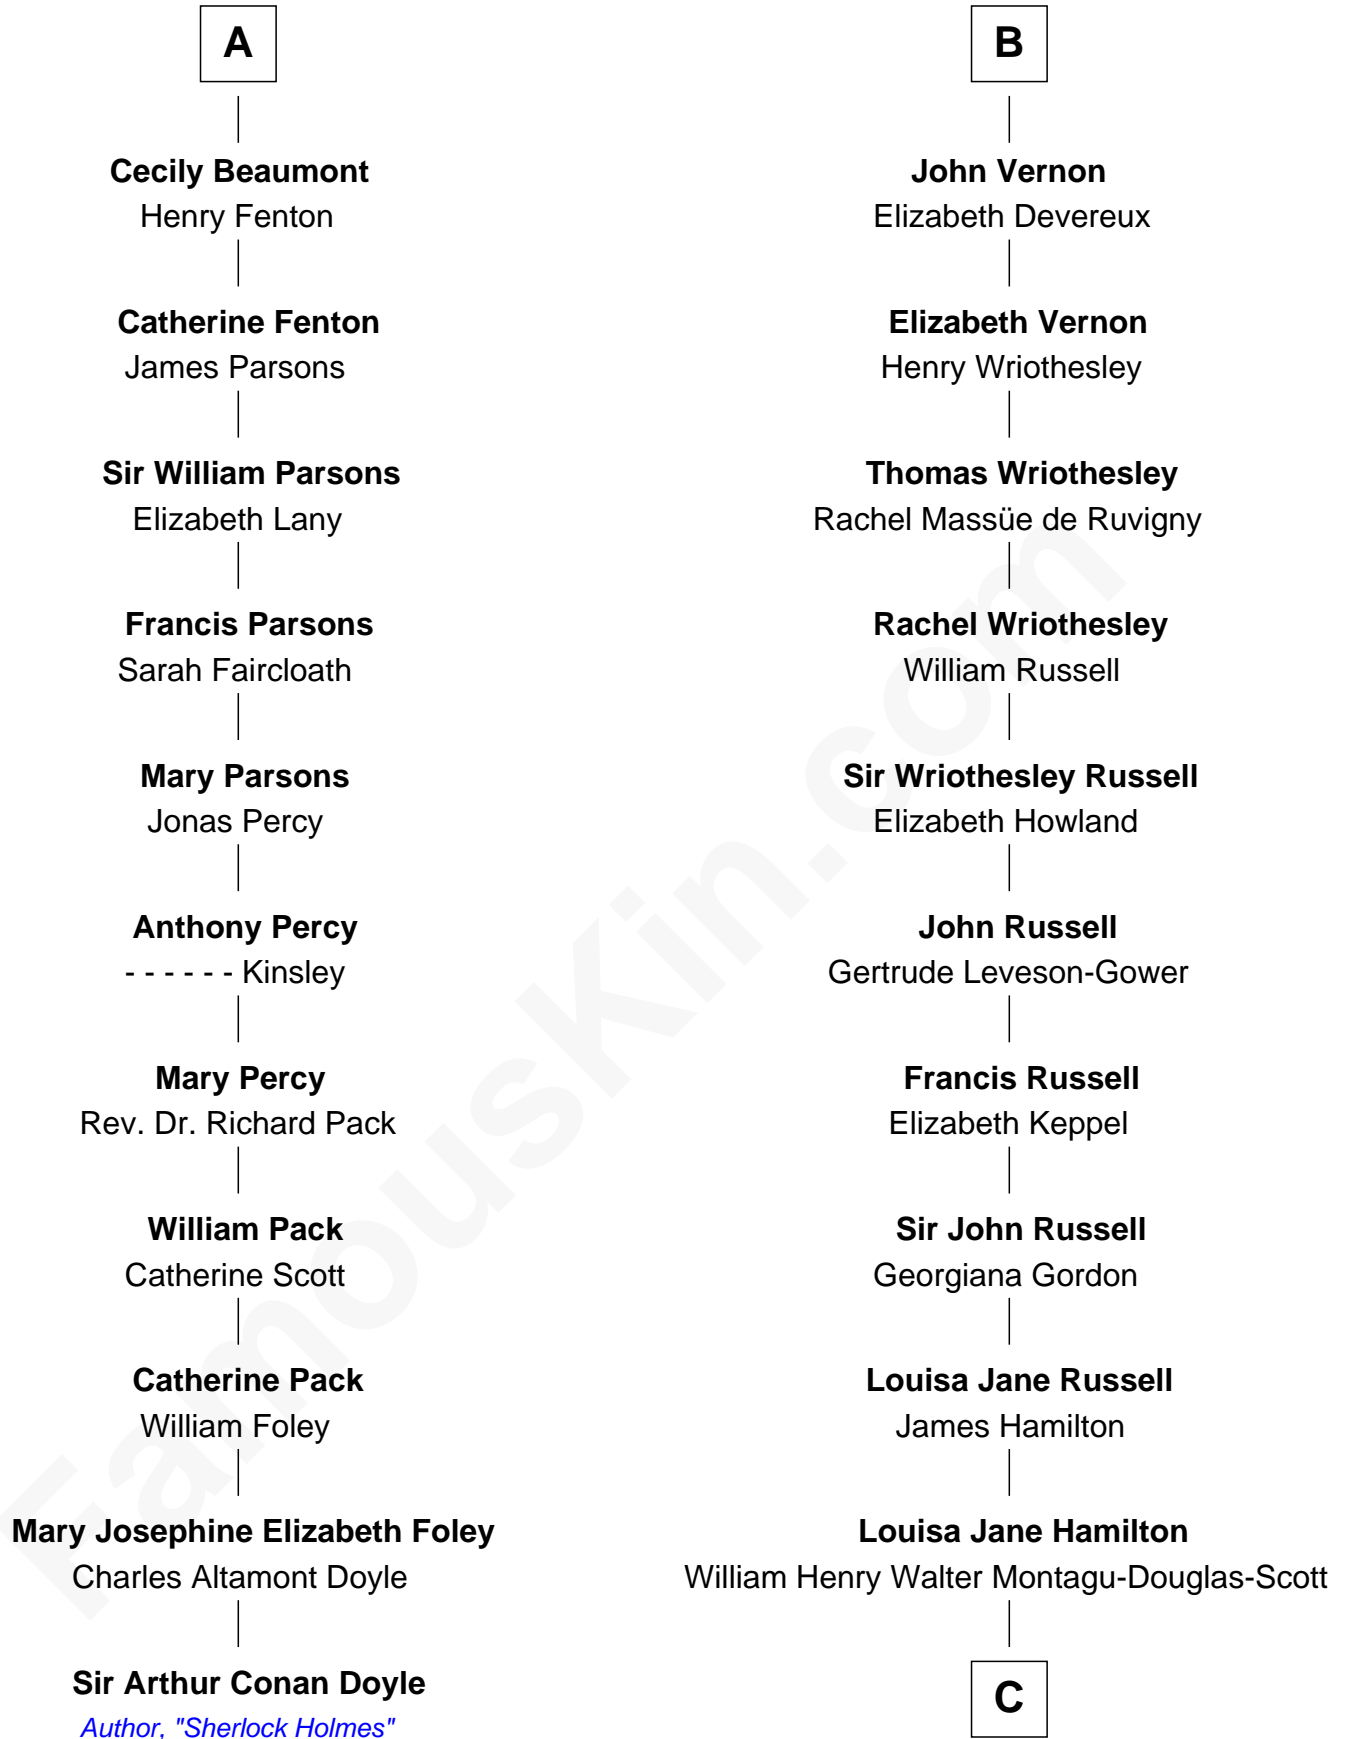 A
Cecily Beaumont
Henry Fenton
Catherine Fenton
James Parsons
Sir William Parsons
Elizabeth Lany
Francis Parsons
Sarah Faircloath
Mary Parsons
Jonas Percy
Anthony Percy
- - - - - - Kinsley
Mary Percy
Rev. Dr. Richard Pack
William Pack
Catherine Scott
Catherine Pack
William Foley
Mary Josephine Elizabeth Foley
Charles Altamont Doyle
Sir Arthur Conan Doyle
Author, "Sherlock Holmes"
B
John Vernon
Elizabeth Devereux
Elizabeth Vernon
Henry Wriothesley
Thomas Wriothesley
Rachel Massüe de Ruvigny
Rachel Wriothesley
William Russell
Sir Wriothesley Russell
Elizabeth Howland
John Russell
Gertrude Leveson-Gower
Francis Russell
Elizabeth Keppel
Sir John Russell
Georgiana Gordon
Louisa Jane Russell
James Hamilton
Louisa Jane Hamilton
William Henry Walter Montagu-Douglas-Scott
C
FamousKin.com